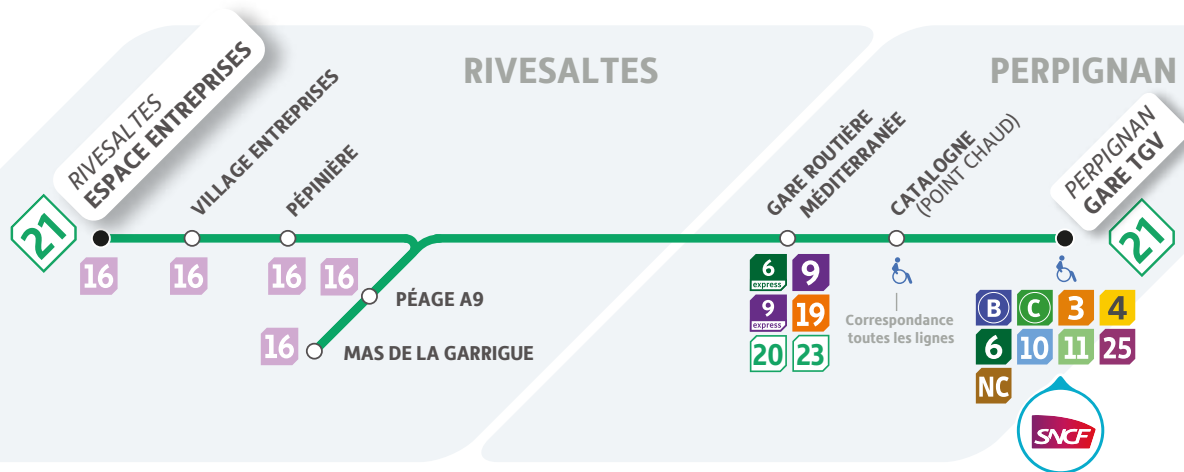 RIVESALTES
PERPIGNAN
21
RIVESALTES
ESPACE ENTREPRISES
VILLAGE ENTREPRISES
PÉPINIÈRE
GARE ROUTIÈRE
MÉDITERRANÉE
CATALOGNE
(POINT CHAUD)
PERPIGNAN
GARE TGV
21
16
16
16
16
PÉAGE A9
16
MAS DE LA GARRIGUE
6 express
9
9 express
19
20
23
Correspondance
toutes les lignes
B
C
3
4
6
10
11
25
NC
SNCF